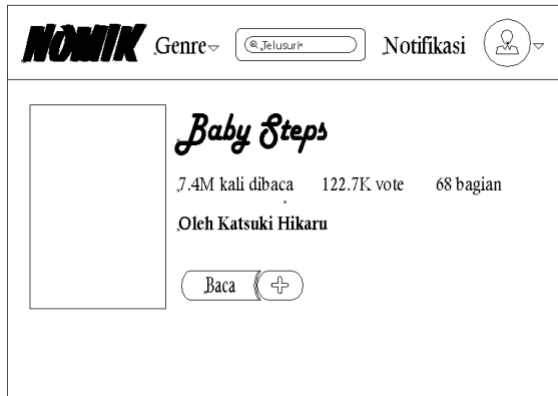 NOMIK Genre Telusuri Notifikasi
Baby Steps
7.4M kali dibaca 122.7K vote 68 bagian
Oleh Katsuki Hikaru
Baca